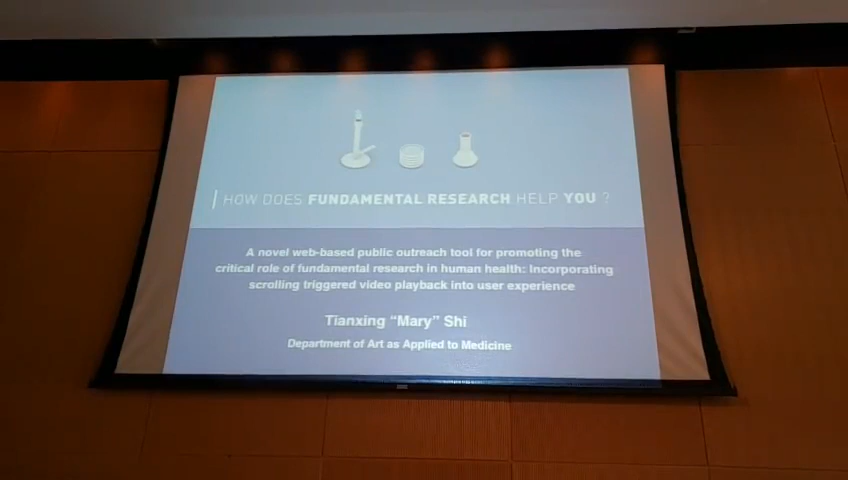 HOW DOES FUNDAMENTAL RESEARCH HELP YOU ?
A novel web-based public outreach tool for promoting the
critical role of fundamental research in human health: Incorporating
scrolling triggered video playback into user experience
Tianxing “Mary” Shi
Department of Art as Applied to Medicine